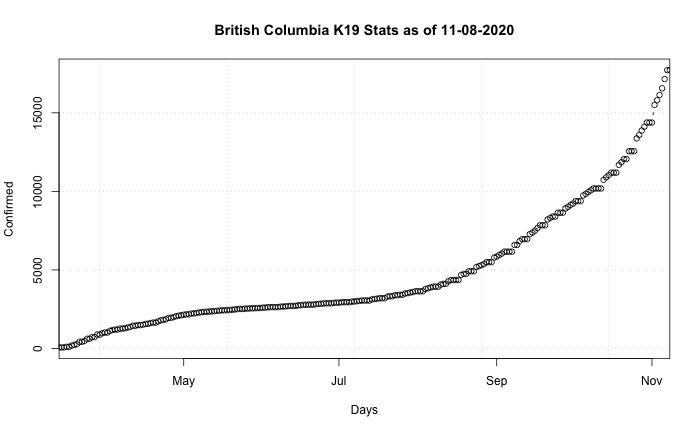 British Columbia K19 Stats as of 11-08-2020
Confirmed
15000
10000
5000
0
May Jul Sep Nov
Days